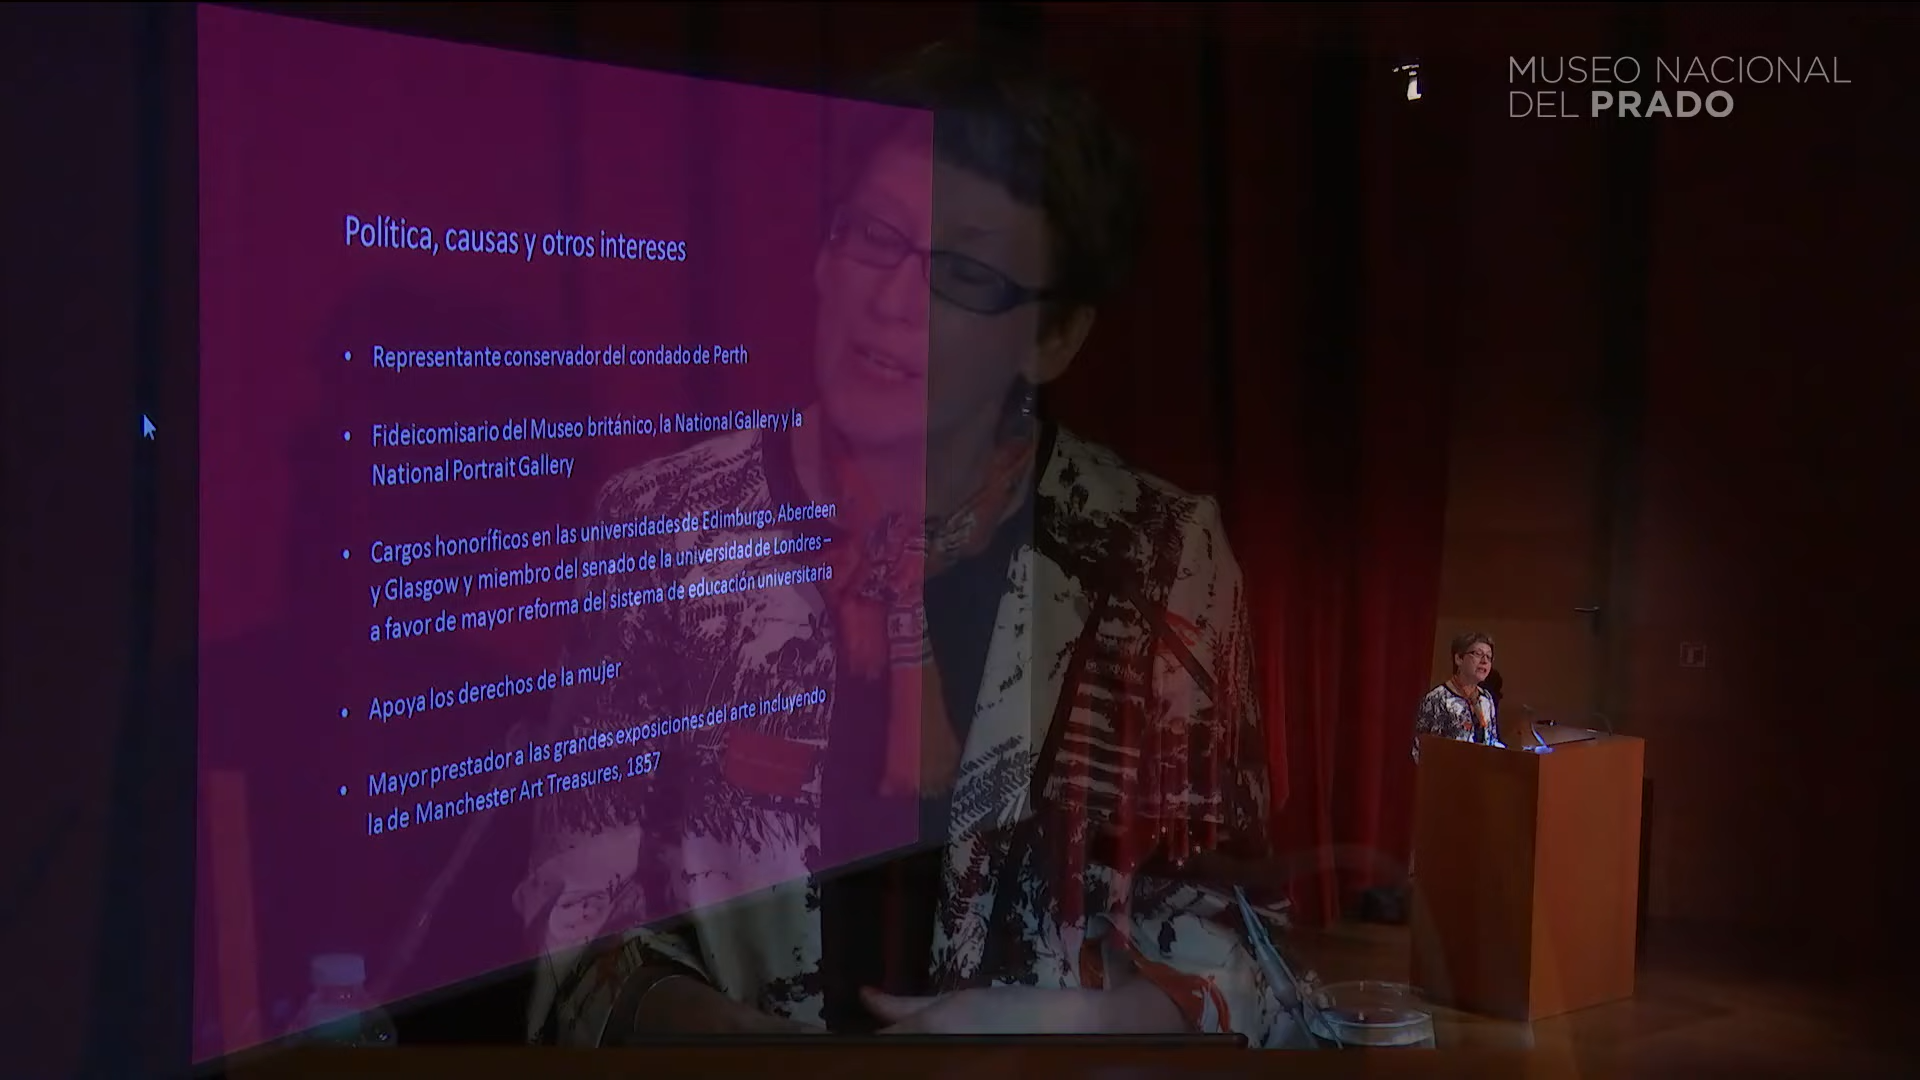 MUSEO NACIONAL
DEL PRADO
Política, causas y otros intereses
• Representante conservador del condado de Perth
• Fideicomisario del Museo británico, la National Gallery y la
National Portrait Gallery
• Cargos honoríficos en las universidades de Edimburgo, Aberdeen
y Glasgow y miembro del senado de la universidad de Londres –
a favor de mayor reforma del sistema de educación universitaria
• Apoya los derechos de la mujer
• Mayor prestador a las grandes exposiciones del arte incluyendo
la de Manchester Art Treasures, 1857